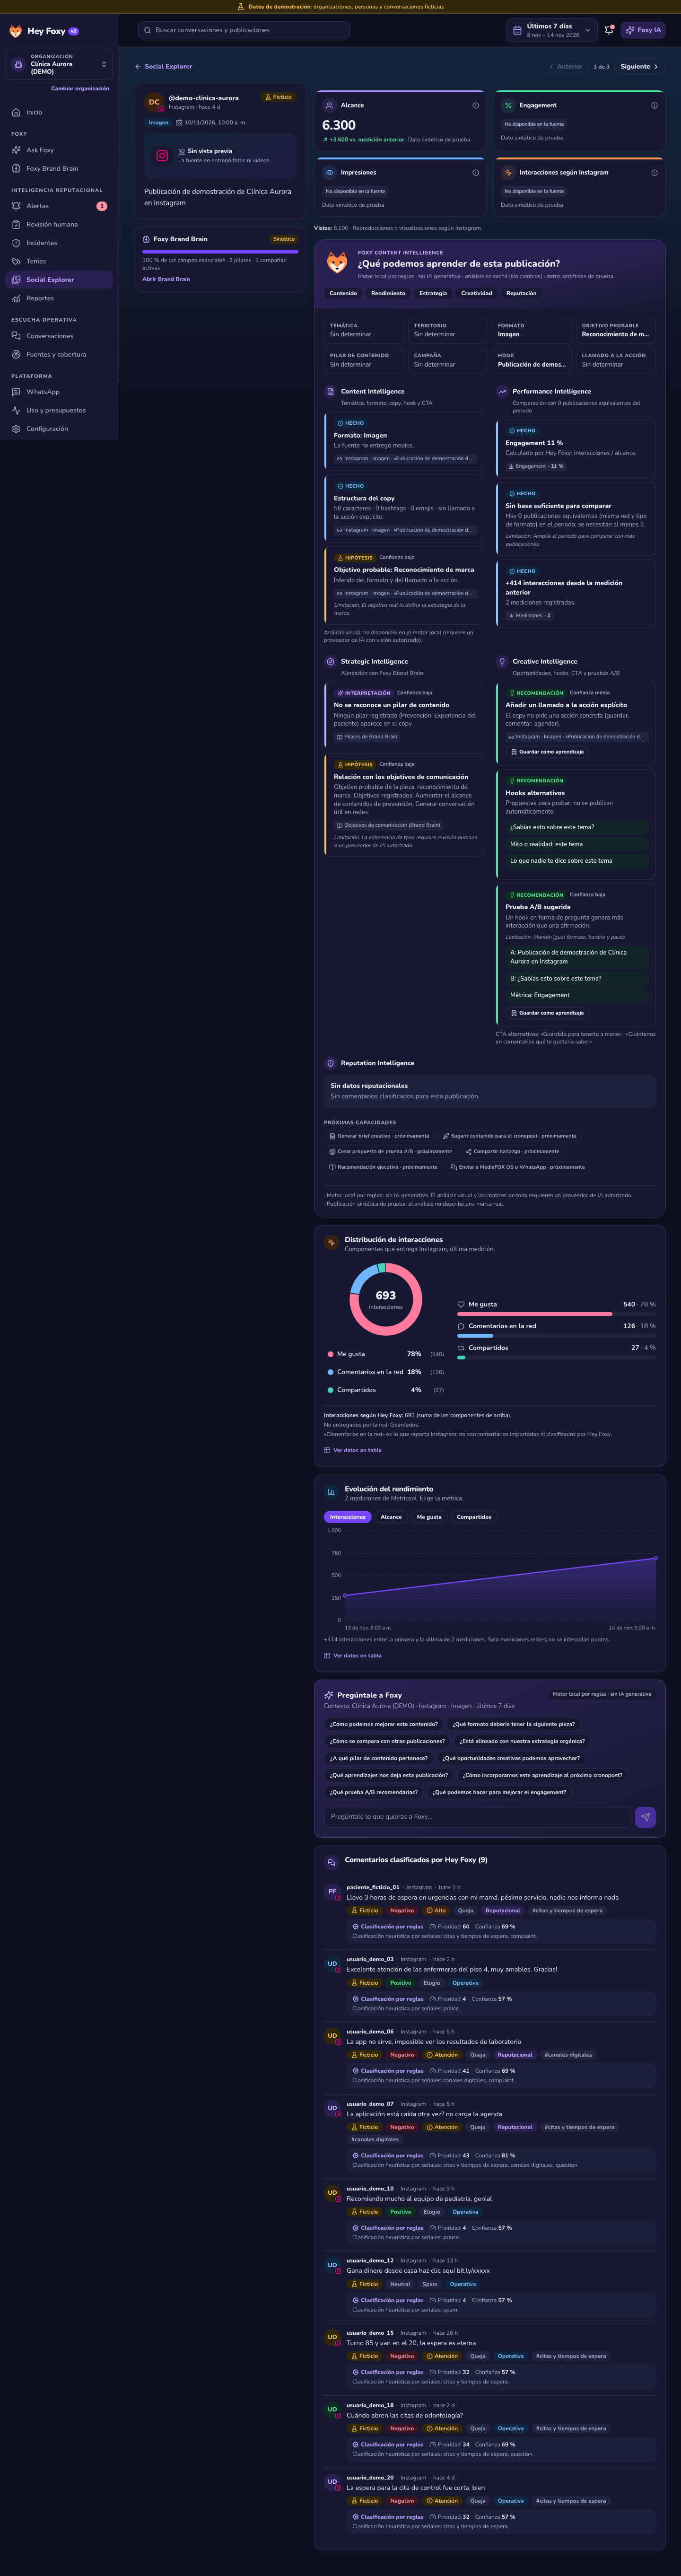 Datos de demostración: organizaciones, personas y conversaciones ficticias
Hey Foxy v2
ORGANIZACIÓN
Clínica Aurora (DEMO)
Cambiar organización
Inicio
FOXY
Ask Foxy
Foxy Brand Brain
INTELIGENCIA REPUTACIONAL
Alertas 1
Revisión humana
Incidentes
Temas
Social Explorer
Reportes
ESCUCHA OPERATIVA
Conversaciones
Fuentes y cobertura
PLATAFORMA
WhatsApp
Uso y presupuestos
Configuración
Buscar conversaciones y publicaciones
Últimos 7 días
8 nov – 14 nov 2026
Foxy IA
Social Explorer
Anterior 1 de 3 Siguiente
DC
@demo-clinica-aurora
Ficticio
Instagram · hace 4 d
Imagen 10/11/2026, 10:00 a. m.
Sin vista previa
La fuente no entregó fotos ni videos.
Publicación de demostración de Clínica Aurora en Instagram
Foxy Brand Brain Sintético
100 % de campos esenciales · 2 pilares · 1 campañas activas
Abrir Brand Brain
Alcance
6.300
+3.600 vs. medición anterior Dato sintético de prueba
Engagement
No disponible en la fuente
Dato sintético de prueba
Impresiones
No disponible en la fuente
Dato sintético de prueba
Interacciones según Instagram
No disponible en la fuente
Dato sintético de prueba
Vistas: 8.100 · Reproducciones o visualizaciones según Instagram.
FOXY CONTENT INTELLIGENCE
¿Qué podemos aprender de esta publicación?
Motor local por reglas · sin IA generativa · análisis en caché (sin cambios) · datos sintéticos de prueba
Contenido Rendimiento Estrategia Creatividad Reputación
TEMÁTICA
Sin determinar
TERRITORIO
Sin determinar
FORMATO
Imagen
OBJETIVO PROBABLE
Reconocimiento de m...
PILAR DE CONTENIDO
Sin determinar
CAMPAÑA
Sin determinar
HOOK
Publicación de demos...
LLAMADO A LA ACCIÓN
Sin determinar
Content Intelligence
Temática, formato, copy, hook y CTA
HECHO
Formato: Imagen
La fuente no entregó medios.
Instagram · Imagen · «Publicación de demostración d...
HECHO
Estructura del copy
58 caracteres · 0 hashtags · 0 emojis · sin llamado a la acción explícito.
Instagram · Imagen · «Publicación de demostración d...
HIPÓTESIS Confianza baja
Objetivo probable: Reconocimiento de marca
Inferido del formato y del llamado a la acción.
Instagram · Imagen · «Publicación de demostración d...
Limitación: El objetivo real lo define la estrategia de la marca.
Análisis visual: no disponible en el motor local (requiere un proveedor de IA con visión autorizado).
Performance Intelligence
Comparación con 0 publicaciones equivalentes del periodo
HECHO
Engagement 11 %
Calculado por Hey Foxy: interacciones / alcance.
Engagement · 11 %
HECHO
Sin base suficiente para comparar
Hay 0 publicaciones equivalentes (misma red y tipo de formato) en el periodo; se necesitan al menos 3.
Limitación: Amplía el periodo para comparar con más publicaciones.
HECHO
+414 interacciones desde la medición anterior
2 mediciones registradas.
Mediciones · 2
Strategic Intelligence
Alineación con Foxy Brand Brain
INTERPRETACIÓN Confianza baja
No se reconoce un pilar de contenido
Ningún pilar registrado (Prevención, Experiencia del paciente) aparece en el copy.
Pilares de Brand Brain
HIPÓTESIS Confianza baja
Relación con los objetivos de comunicación
Objetivo probable de la pieza: reconocimiento de marca. Objetivos registrados: Aumentar el alcance de contenidos de prevención; Generar conversación útil en redes.
Objetivos de comunicación (Brand Brain)
Limitación: La coherencia de tono requiere revisión humana o un proveedor de IA autorizado.
Creative Intelligence
Oportunidades, hooks, CTA y pruebas A/B
RECOMENDACIÓN Confianza media
Añadir un llamado a la acción explícito
El copy no pide una acción concreta (guardar, comentar, agendar).
Instagram · Imagen · «Publicación de demostración d...
Guardar como aprendizaje
RECOMENDACIÓN
Hooks alternativos
Propuestas para probar; no se publican automáticamente.
¿Sabías esto sobre este tema?
Mito o realidad: este tema
Lo que nadie te dice sobre este tema
RECOMENDACIÓN Confianza baja
Prueba A/B sugerida
Un hook en forma de pregunta genera más interacción que una afirmación.
Limitación: Mantén igual formato, horario y pauta.
A: Publicación de demostración de Clínica Aurora en Instagram
B: ¿Sabías esto sobre este tema?
Métrica: Engagement
Guardar como aprendizaje
CTA alternativos: «Guárdalo para tenerlo a mano» · «Cuéntanos en comentarios qué te gustaría saber»
Reputation Intelligence
Sin datos reputacionales
Sin comentarios clasificados para esta publicación.
PRÓXIMAS CAPACIDADES
Generar brief creativo · próximamente Sugerir contenido para el cronopost · próximamente
Crear propuesta de prueba A/B · próximamente Compartir hallazgo · próximamente
Recomendación ejecutiva · próximamente Enviar a MediaFOX OS o WhatsApp · próximamente
· Motor local por reglas: sin IA generativa. El análisis visual y los matices de tono requieren un proveedor de IA autorizado.
· Publicación sintética de prueba: el análisis no describe una marca real.
Distribución de interacciones
Componentes que entrega Instagram, última medición.
693
interacciones
Me gusta 78% (540)
Comentarios en la red 18% (126)
Compartidos 4% (27)
Me gusta 540 · 78 %
Comentarios en la red 126 · 18 %
Compartidos 27 · 4 %
Interacciones según Hey Foxy: 693 (suma de los componentes de arriba).
No entregados por la red: Guardados.
«Comentarios en la red» es lo que reporta Instagram; no son comentarios importados ni clasificados por Hey Foxy.
Ver datos en tabla
Evolución del rendimiento
2 mediciones de Metricool. Elige la métrica.
Interacciones Alcance Me gusta Compartidos
1.000
750
500
250
0
13 de nov, 8:00 a m. 14 de nov, 9:00 a m.
+414 interacciones entre la primera y la última de 2 mediciones. Solo mediciones reales; no se interpolan puntos.
Ver datos en tabla
Pregúntale a Foxy
Motor local por reglas · sin IA generativa
Contexto: Clínica Aurora (DEMO) · Instagram · Imagen · últimos 7 días
¿Cómo podemos mejorar este contenido? ¿Qué formato debería tener la siguiente pieza?
¿Cómo se compara con otras publicaciones? ¿Está alineado con nuestra estrategia orgánica?
¿A qué pilar de contenido pertenece? ¿Qué oportunidades creativas podemos aprovechar?
¿Qué aprendizajes nos deja esta publicación? ¿Cómo incorporamos este aprendizaje al próximo cronopost?
¿Qué prueba A/B recomendarías? ¿Qué podemos hacer para mejorar el engagement?
Pregúntale lo que quieras a Foxy...
Comentarios clasificados por Hey Foxy (9)
PF
paciente_ficticio_01 · Instagram · hace 1 h
Llevo 3 horas de espera en urgencias con mi mamá, pésimo servicio, nadie nos informa nada
Ficticio Negativo Alta Queja Reputacional #citas y tiempos de espera
Clasificación por reglas Prioridad 60 Confianza 69 %
Clasificación heurística por señales: citas y tiempos de espera, complaint.
UD
usuario_demo_03 · Instagram · hace 2 h
Excelente atención de las enfermeras del piso 4, muy amables. Gracias!
Ficticio Positivo Elogio Operativa
Clasificación por reglas Prioridad 4 Confianza 57 %
Clasificación heurística por señales: praise.
UD
usuario_demo_06 · Instagram · hace 5 h
La app no sirve, imposible ver los resultados de laboratorio
Ficticio Negativo Atención Queja Reputacional #canales digitales
Clasificación por reglas Prioridad 41 Confianza 69 %
Clasificación heurística por señales: canales digitales, complaint.
UD
usuario_demo_07 · Instagram · hace 5 h
La aplicación está caída otra vez? no carga la agenda
Ficticio Negativo Atención Queja Reputacional #citas y tiempos de espera
#canales digitales
Clasificación por reglas Prioridad 43 Confianza 81 %
Clasificación heurística por señales: citas y tiempos de espera, canales digitales, question.
UD
usuario_demo_10 · Instagram · hace 9 h
Recomiendo mucho al equipo de pediatría, genial
Ficticio Positivo Elogio Operativa
Clasificación por reglas Prioridad 4 Confianza 57 %
Clasificación heurística por señales: praise.
UD
usuario_demo_12 · Instagram · hace 13 h
Gana dinero desde casa haz clic aquí bit.ly/xxxxx
Ficticio Neutral Spam Operativa
Clasificación por reglas Prioridad 4 Confianza 57 %
Clasificación heurística por señales: spam.
UD
usuario_demo_15 · Instagram · hace 26 h
Turno 85 y van en el 20, la espera es eterna
Ficticio Negativo Atención Queja Operativa #citas y tiempos de espera
Clasificación por reglas Prioridad 32 Confianza 57 %
Clasificación heurística por señales: citas y tiempos de espera.
UD
usuario_demo_18 · Instagram · hace 2 d
Cuándo abren las citas de odontología?
Ficticio Negativo Atención Queja Operativa #citas y tiempos de espera
Clasificación por reglas Prioridad 34 Confianza 69 %
Clasificación heurística por señales: citas y tiempos de espera, question.
UD
usuario_demo_20 · Instagram · hace 4 d
La espera para la cita de control fue corta, bien
Ficticio Negativo Atención Queja Operativa #citas y tiempos de espera
Clasificación por reglas Prioridad 32 Confianza 57 %
Clasificación heurística por señales: citas y tiempos de espera.